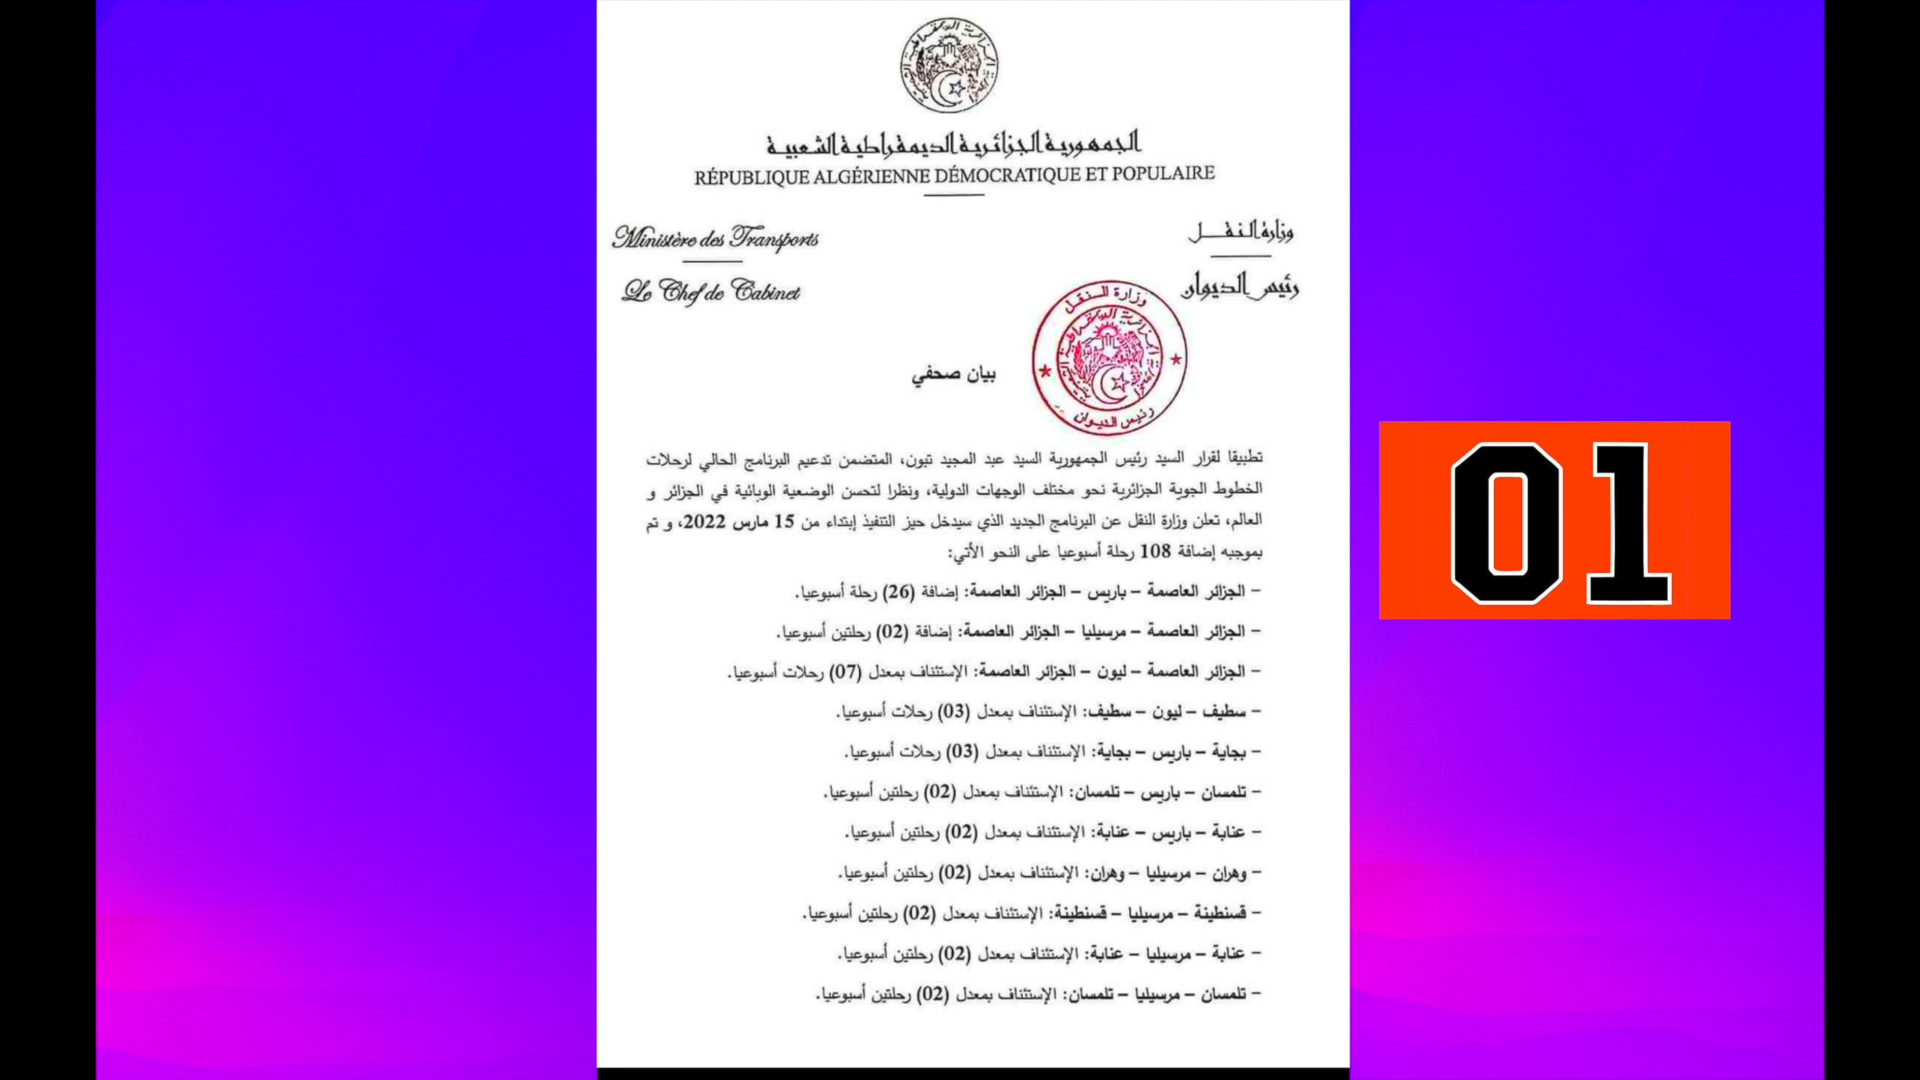 الجمهورية الجزائرية الديمقراطية الشعبية
RÉPUBLIQUE ALGÉRIENNE DÉMOCRATIQUE ET POPULAIRE
وزارة النقل
Ministère des Transports
رئيس الديوان
Le Chef de Cabinet
وزارة النقل
رئيس الديوان
بيان صحفي
تطبيقا لقرار السيد رئيس الجمهورية السيد عبد المجيد تبون، المتضمن تدعيم البرنامج الحالي لرحلات
الخطوط الجوية الجزائرية نحو مختلف الوجهات الدولية، ونظرا لتحسن الوضعية الوبائية في الجزائر و
العالم، تعلن وزارة النقل عن البرنامج الجديد الذي سيدخل حيز التنفيذ إبتداء من 15 مارس 2022، و تم
بموجبه إضافة 108 رحلة أسبوعيا على النحو الأتي:
– الجزائر العاصمة – باريس – الجزائر العاصمة: إضافة (26) رحلة أسبوعيا.
– الجزائر العاصمة – مرسيليا – الجزائر العاصمة: إضافة (02) رحلتين أسبوعيا.
– الجزائر العاصمة – ليون – الجزائر العاصمة: الإستئناف بمعدل (07) رحلات أسبوعيا.
– سطيف – ليون – سطيف: الإستئناف بمعدل (03) رحلات أسبوعيا.
– بجاية – باريس – بجاية: الإستئناف بمعدل (03) رحلات أسبوعيا.
– تلمسان – باريس – تلمسان: الإستئناف بمعدل (02) رحلتين أسبوعيا.
– عنابة – باريس – عنابة: الإستئناف بمعدل (02) رحلتين أسبوعيا.
– وهران – مرسيليا – وهران: الإستئناف بمعدل (02) رحلتين أسبوعيا.
– قسنطينة – مرسيليا – قسنطينة: الإستئناف بمعدل (02) رحلتين أسبوعيا.
– عنابة – مرسيليا – عنابة: الإستئناف بمعدل (02) رحلتين أسبوعيا.
– تلمسان – مرسيليا – تلمسان: الإستئناف بمعدل (02) رحلتين أسبوعيا.
01